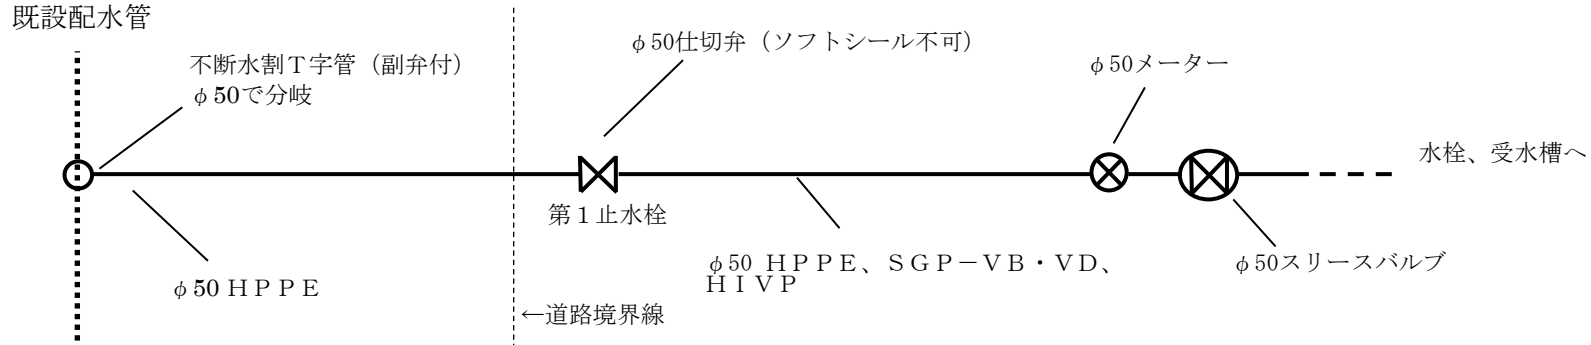 既設配水管
不断水割Ｔ字管（副弁付）
φ50で分岐
φ50仕切弁（ソフトシール不可）
φ50メーター
水栓、受水槽へ
第１止水栓
φ50 ＨＰＰＥ、ＳＧＰ－ＶＢ・ＶＤ、
ＨＩＶＰ
φ50スリースバルブ
φ50ＨＰＰＥ
←道路境界線